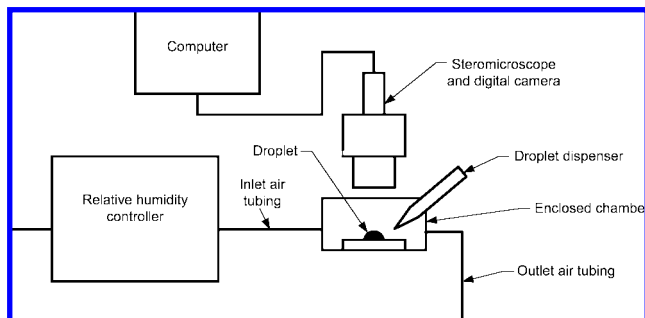 Computer
Steromicroscope
and digital camera
Droplet
Droplet dispenser
Inlet air
tubing
Relative humidity
controller
Enclosed chambe
Outlet air tubing